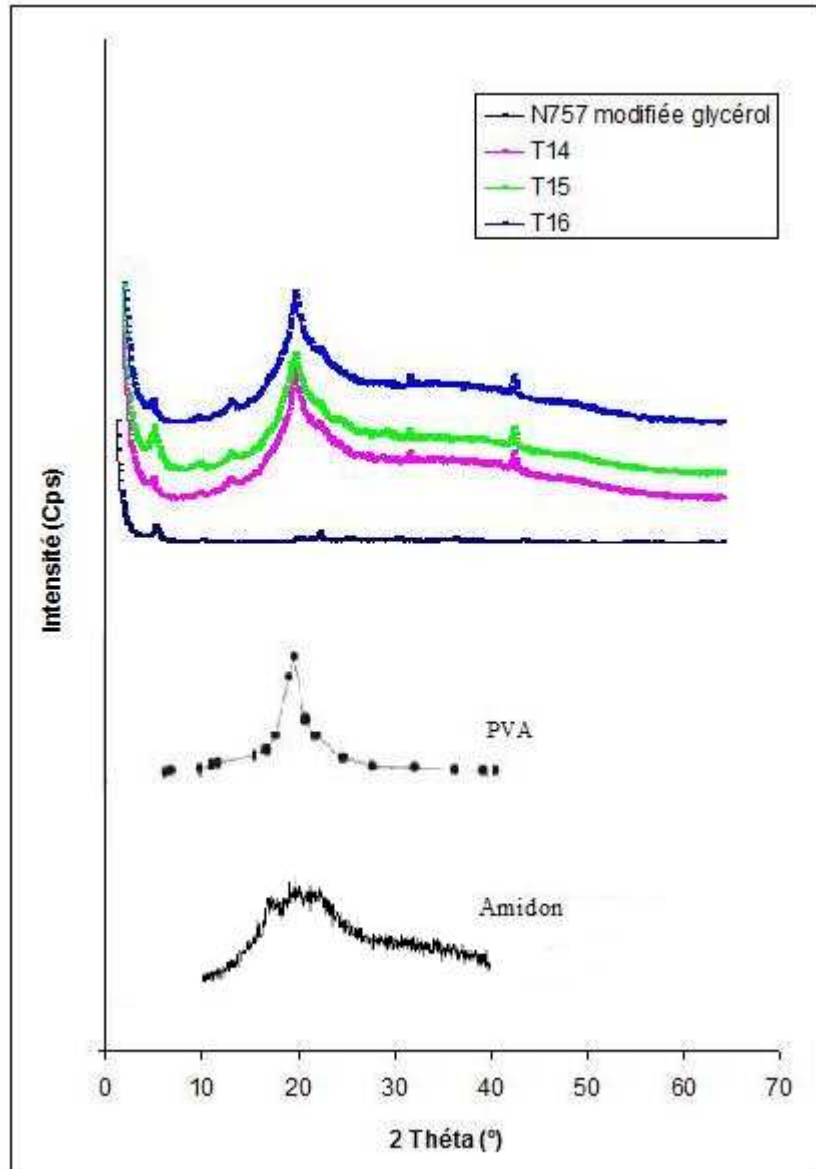 N757 modifiée glycérol
T14
T15
T16
Intensité (Cps)
PVA
Amidon
0 10 20 30 40 50 60 70
2 Théta (º)